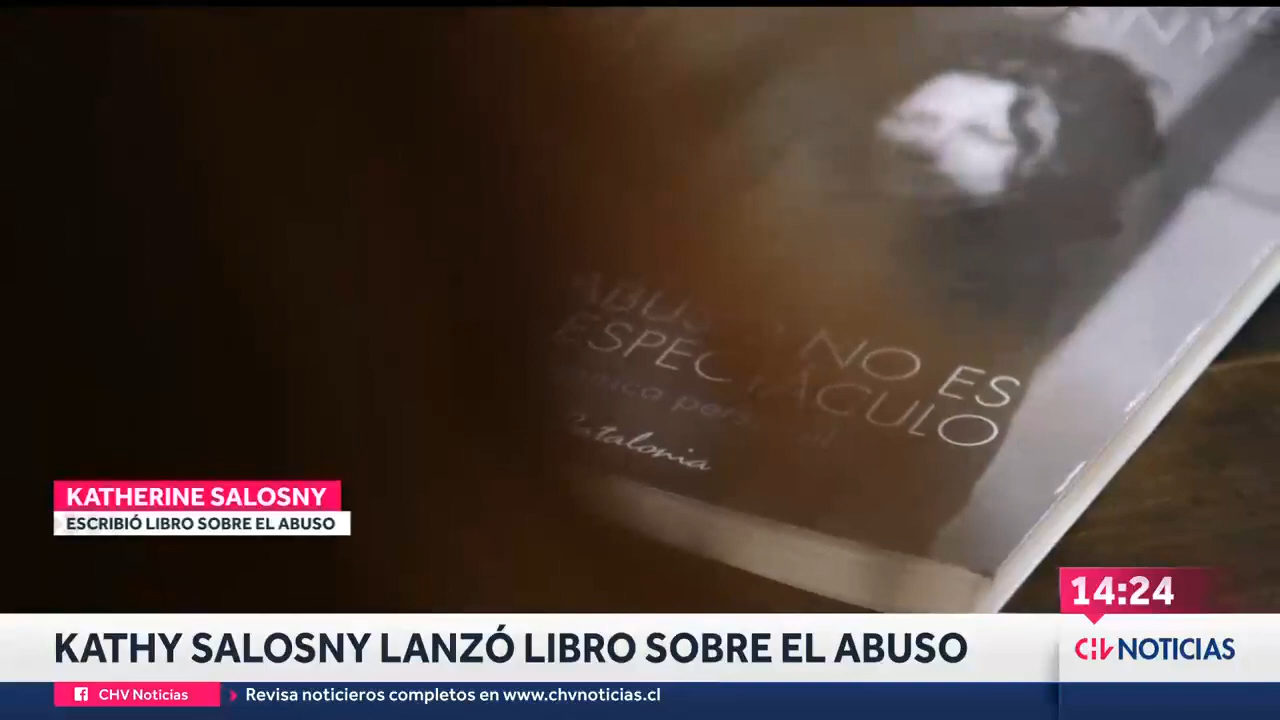 NO ES
ESPECTÁCULO
Catalonia
KATHERINE SALOSNY
ESCRIBIÓ LIBRO SOBRE EL ABUSO
14:24
KATHY SALOSNY LANZÓ LIBRO SOBRE EL ABUSO
CHV NOTICIAS
CHV Noticias
Revisa noticieros completos en www.chvnoticias.cl